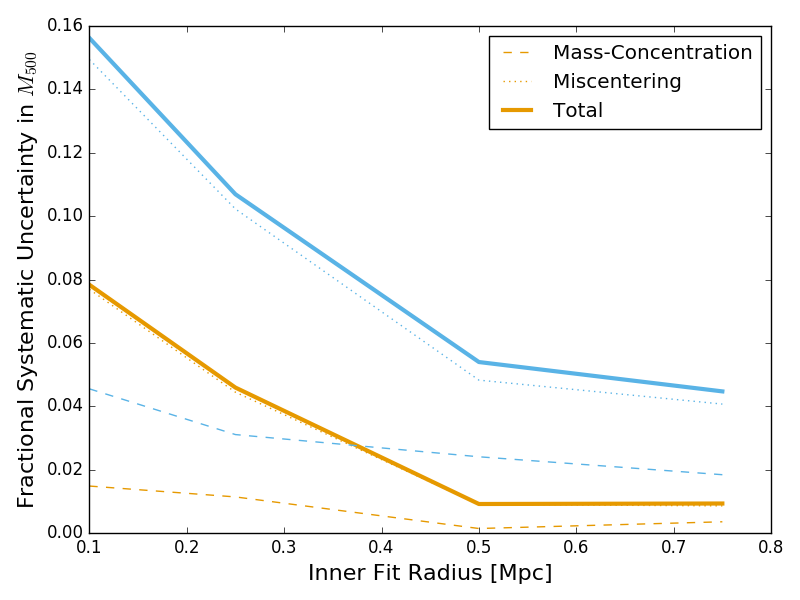 Fractional Systematic Uncertainty in M500
0.16
0.14
0.12
0.10
0.08
0.06
0.04
0.02
0.00
Mass-Concentration
Miscentering
Total
0.1 0.2 0.3 0.4 0.5 0.6 0.7 0.8
Inner Fit Radius [Mpc]